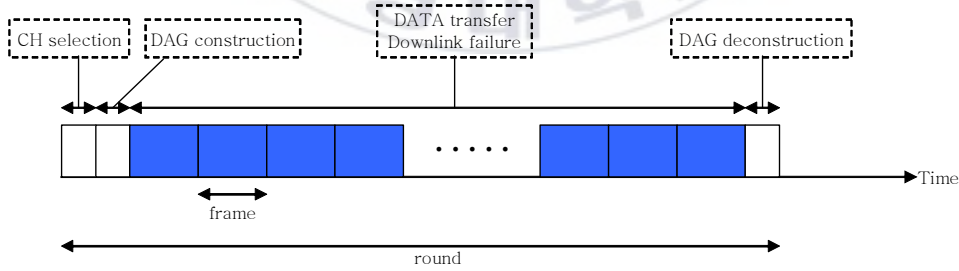 DATA transfer
Downlink failure
CH selection
DAG construction
DAG deconstruction
.....
Time
frame
round